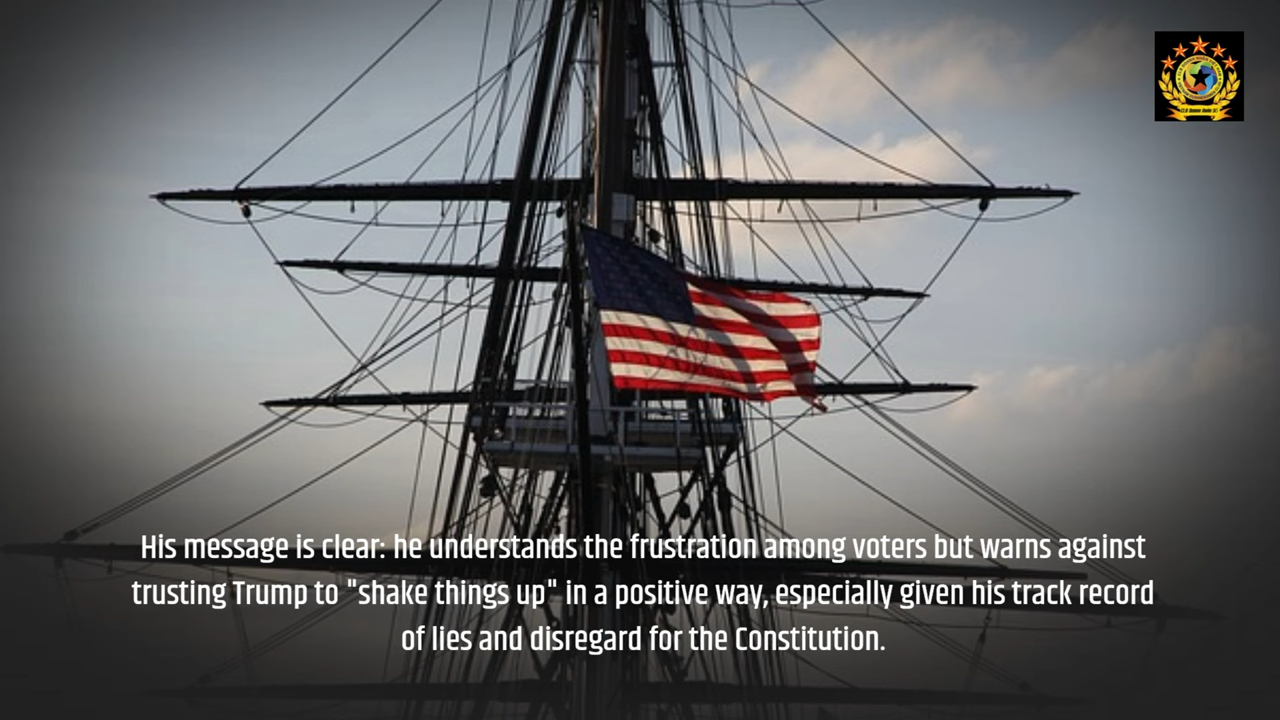 His message is clear: he understands the frustration among voters but warns against
trusting Trump to "shake things up" in a positive way, especially given his track record
of lies and disregard for the Constitution.